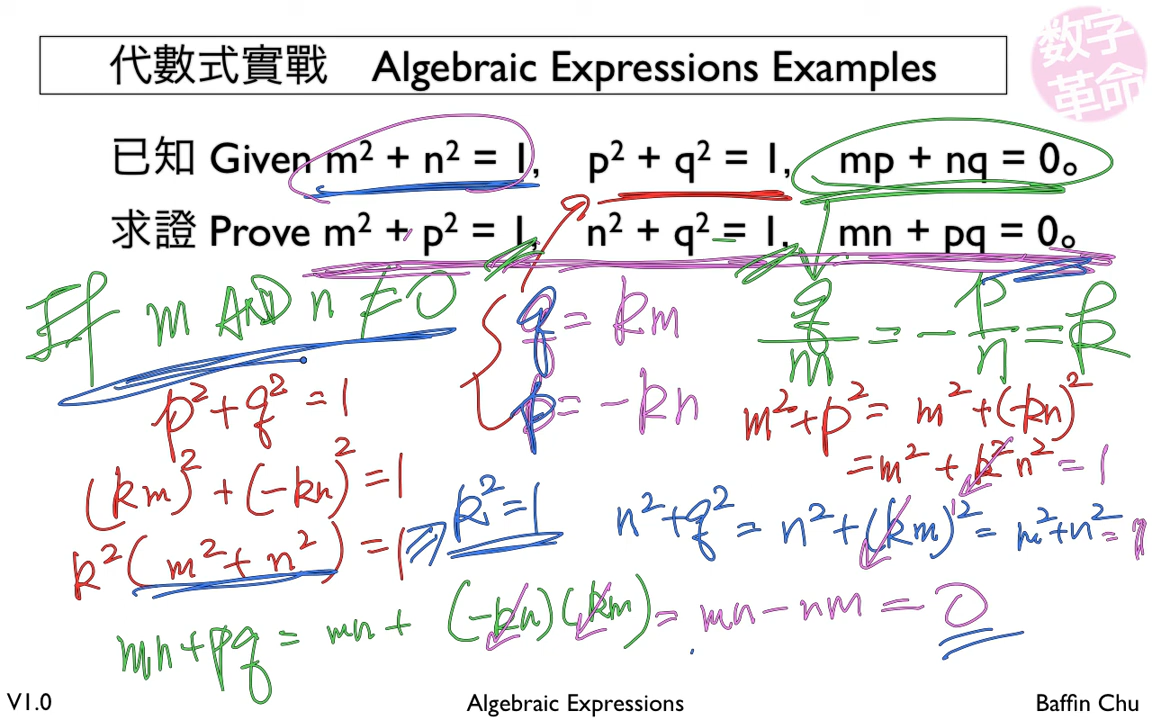 代數式實戰 Algebraic Expressions Examples
数字
革命
已知 Given m² + n² = 1, p² + q² = 1, mp + nq = 0。
求證 Prove m² + p² = 1, n² + q² = 1, mn + pq = 0。
If m AND n ≠ 0
q = km
p = -kn
q/m = - p/n = k
p² + q² = 1
(km)² + (-kn)² = 1
k²(m² + n²) = 1 ⇒ k² = 1
m² + p² = m² + (-kn)²
= m² + k²n² = 1
n² + q² = n² + (km)² = m² + n² = 1
mn + pq = mn + (-kn)(km) = mn - nm = 0
V1.0 Algebraic Expressions Baffin Chu